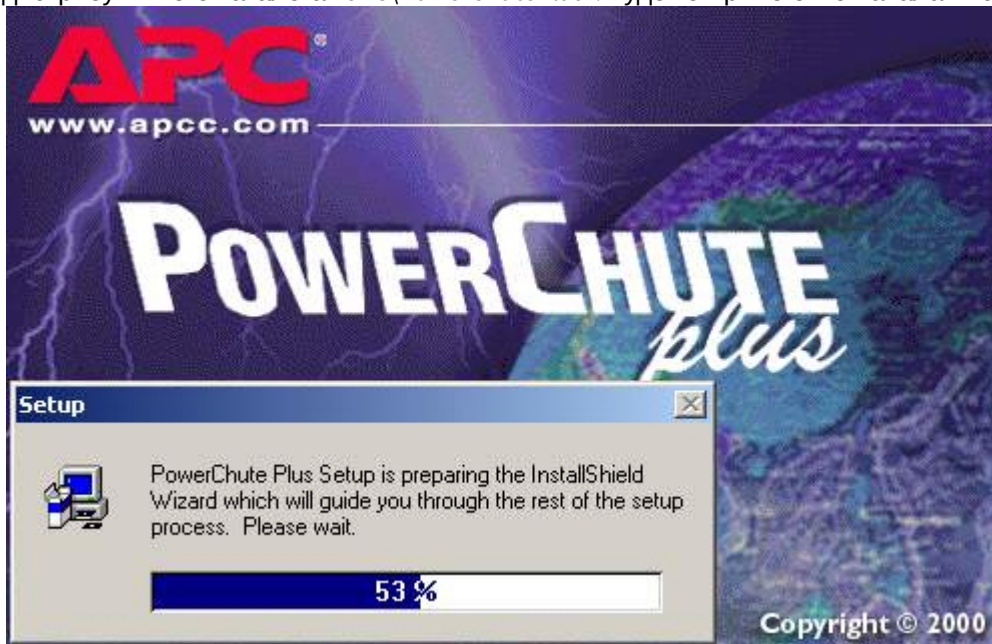 APC®
www.apcc.com
POWERCHUTE
plus
Setup
PowerChute Plus Setup is preparing the InstallShield
Wizard which will guide you through the rest of the setup
process. Please wait.
53 %
Copyright © 2000